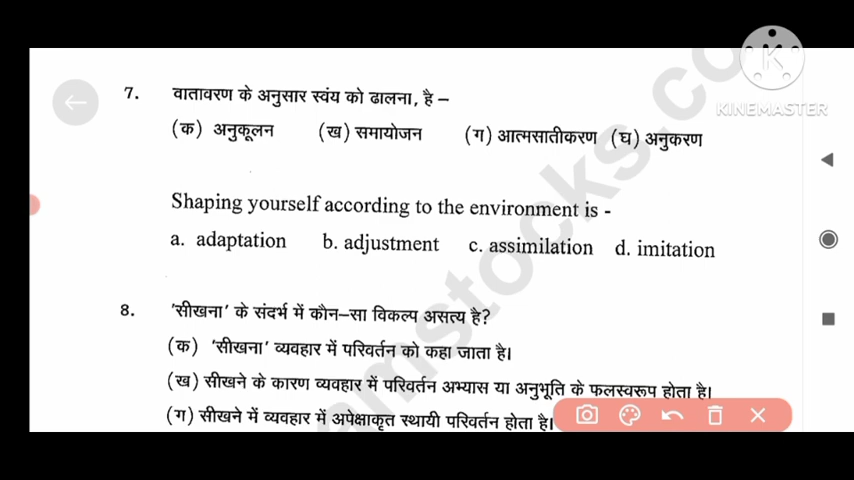 KINEMASTER
7. वातावरण के अनुसार स्वंय को ढालना, है –
(क) अनुकूलन (ख) समायोजन (ग) आत्मसातीकरण (घ) अनुकरण
Shaping yourself according to the environment is -
a. adaptation b. adjustment c. assimilation d. imitation
8. 'सीखना' के संदर्भ में कौन–सा विकल्प असत्य है?
(क) 'सीखना' व्यवहार में परिवर्तन को कहा जाता है।
(ख) सीखने के कारण व्यवहार में परिवर्तन अभ्यास या अनुभूति के फलस्वरूप होता है।
(ग) सीखने में व्यवहार में अपेक्षाकृत स्थायी परिवर्तन होता है।
amstocks.co